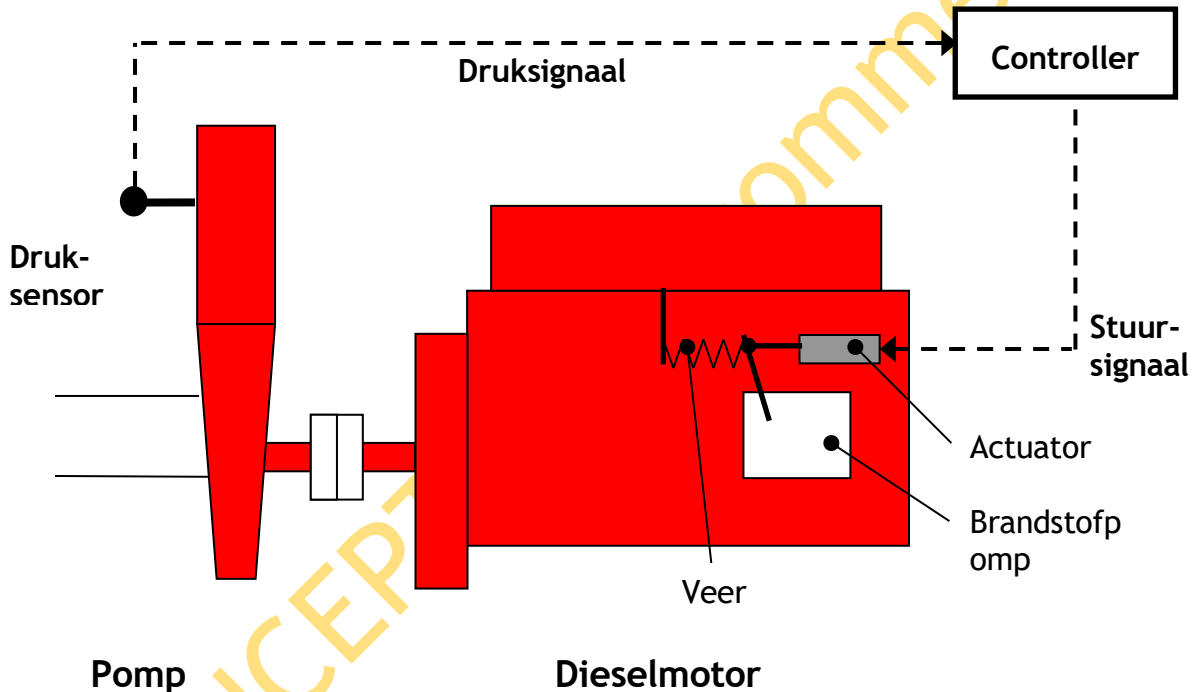 Controller
Druksignaal
Druk-
sensor
Stuur-
signaal
Actuator
Brandstofp
omp
Veer
Pomp
Dieselmotor